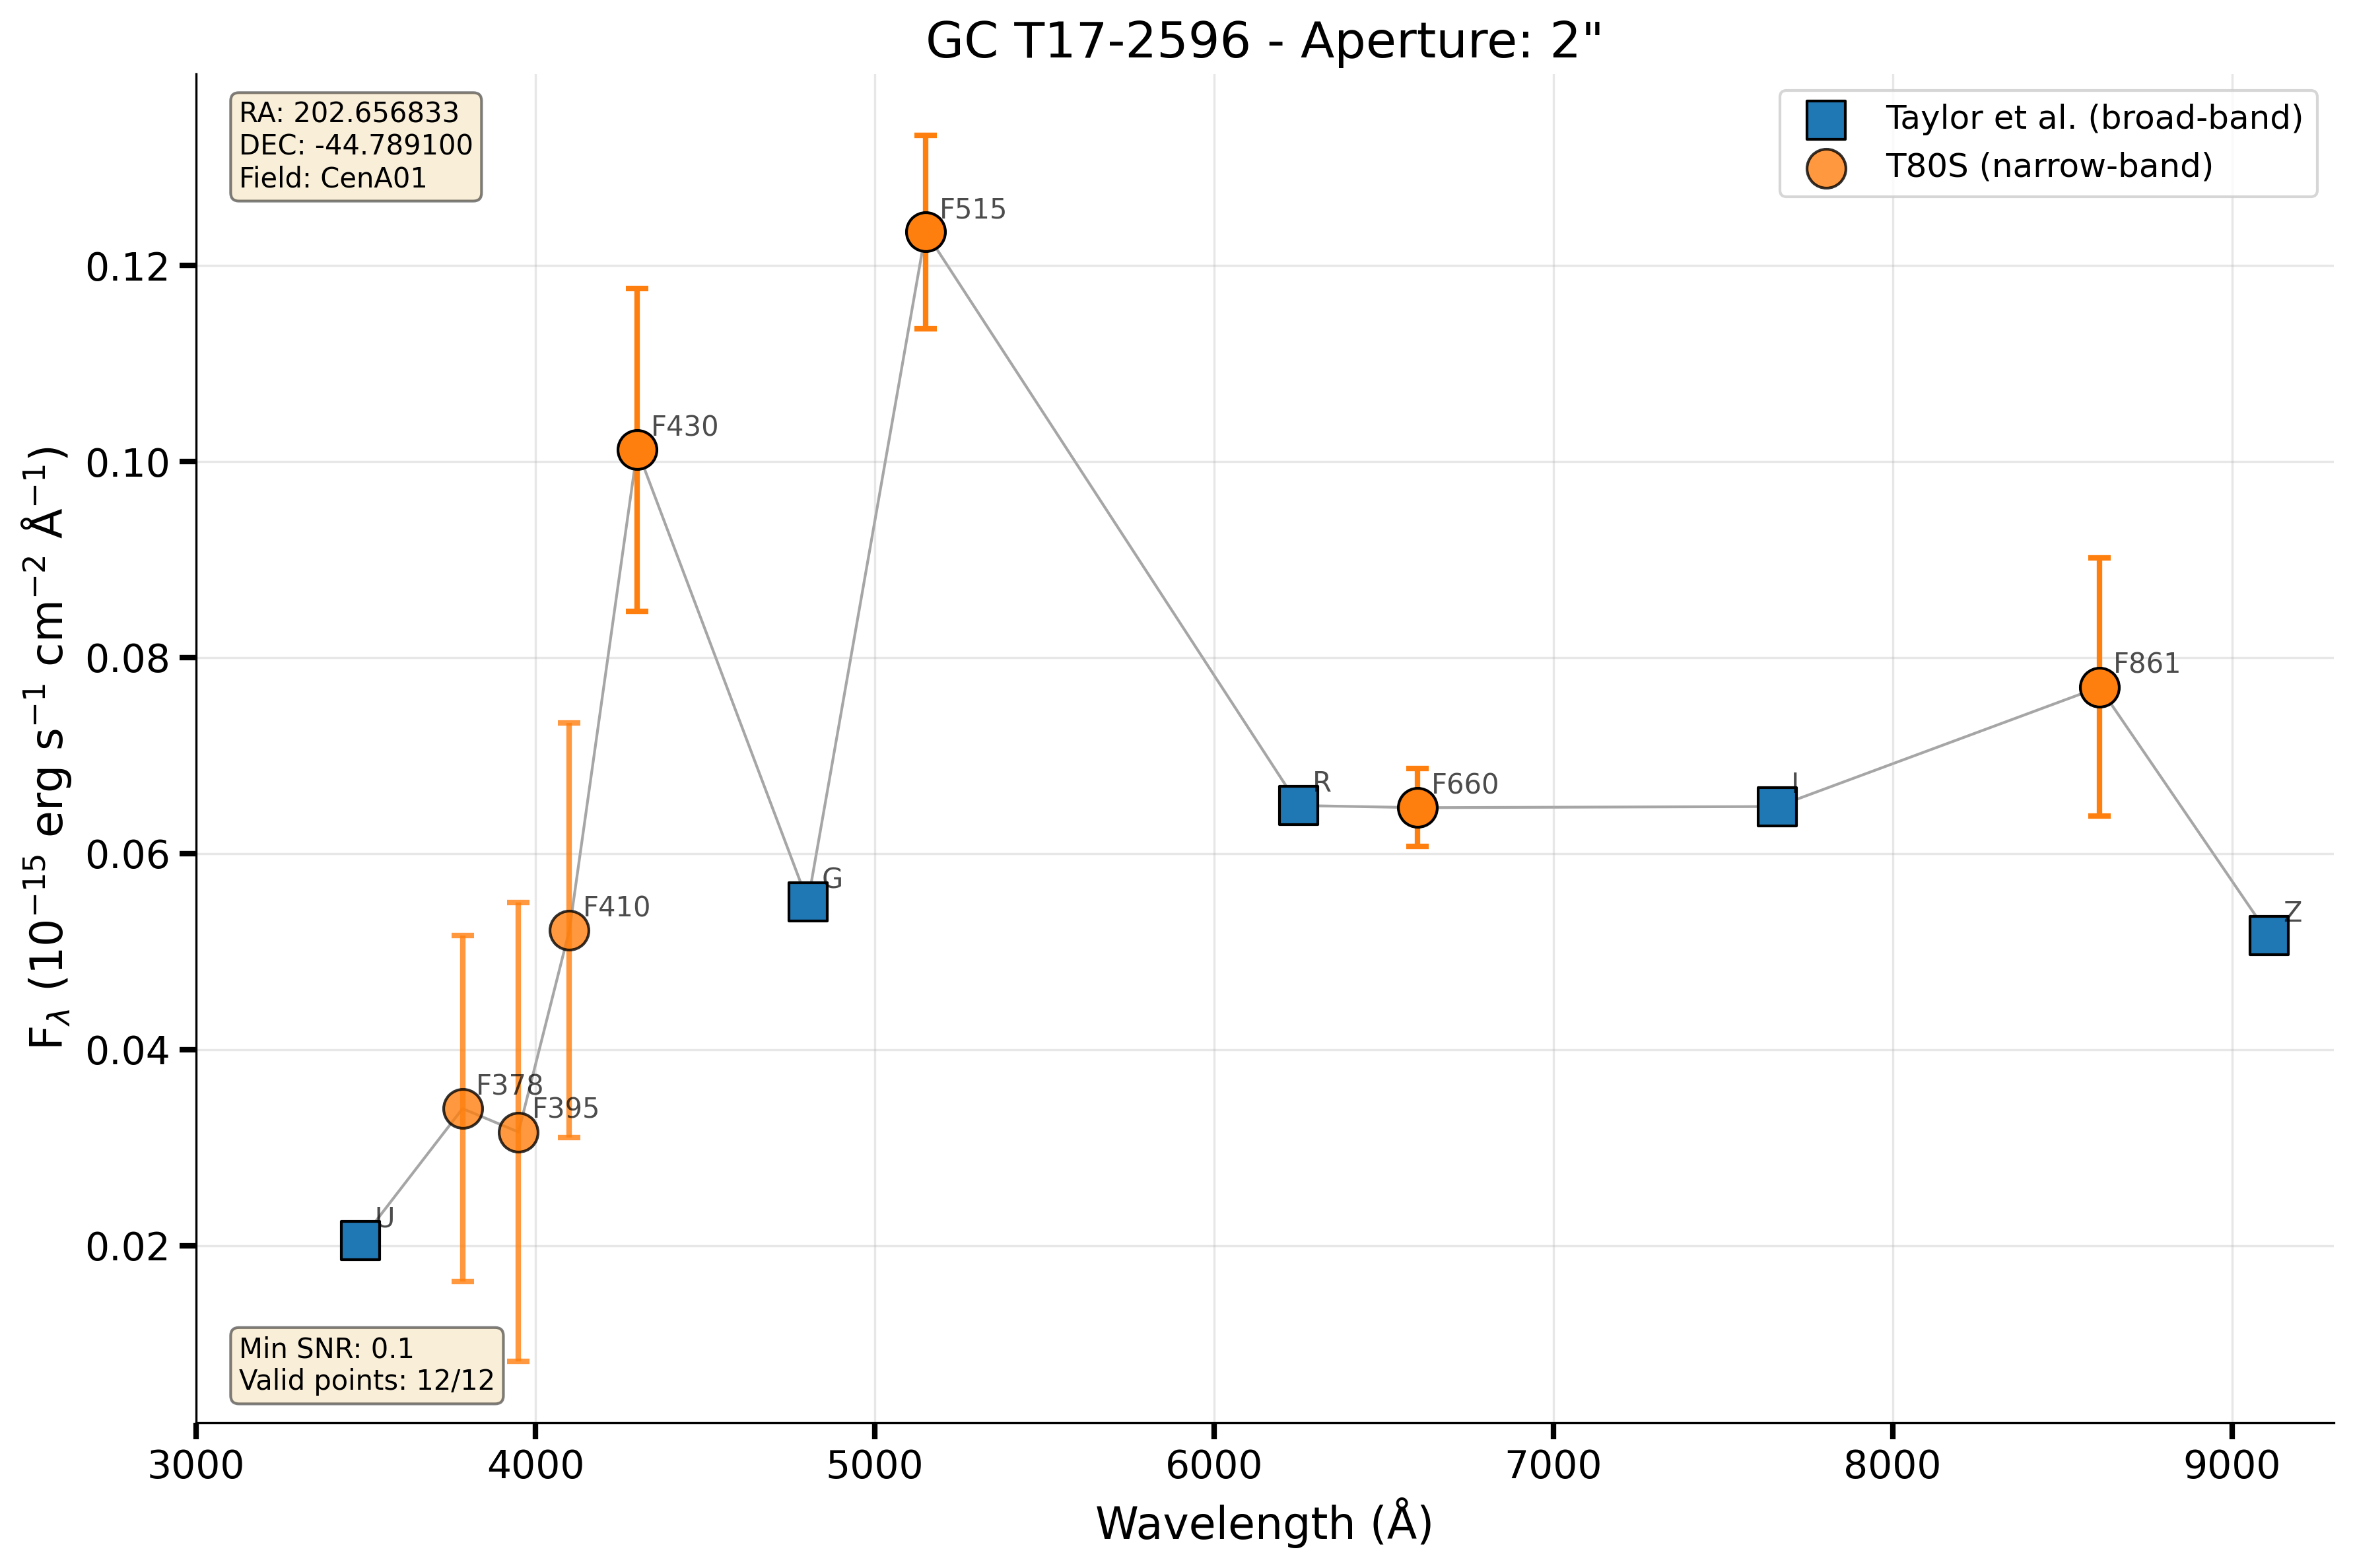 GC T17-2596 - Aperture: 2"
RA: 202.656833
DEC: -44.789100
Field: CenA01
Taylor et al. (broad-band)
T80S (narrow-band)
F515
0.12
F430
0.10
0.08
F861
R
F660
I
0.06
G
F410
Z
0.04
F378
F395
0.02
U
Min SNR: 0.1
Valid points: 12/12
F_λ (10⁻¹⁵ erg s⁻¹ cm⁻² Å⁻¹)
3000 4000 5000 6000 7000 8000 9000
Wavelength (Å)